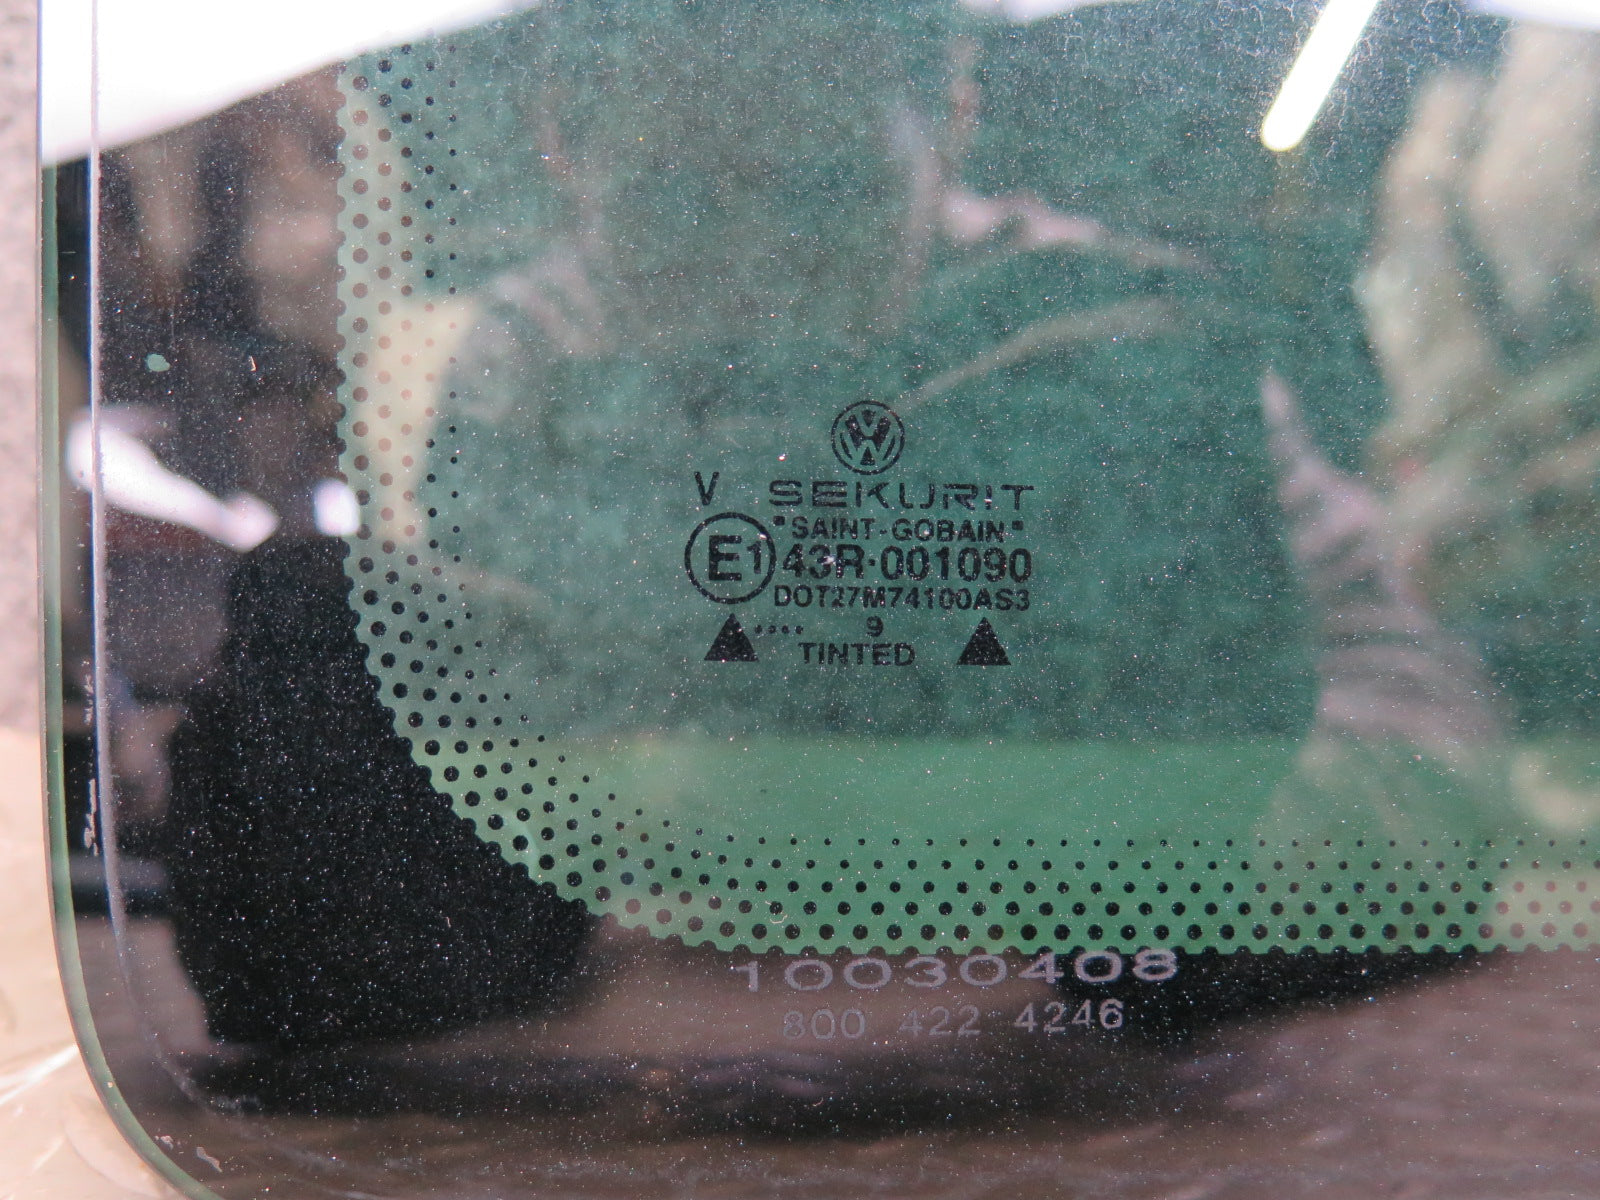 V SEKURIT
"SAINT-GOBAIN"
E1 43R·001090
DOT27M74100AS3
.... 9
TINTED
10030408
800 422 4246